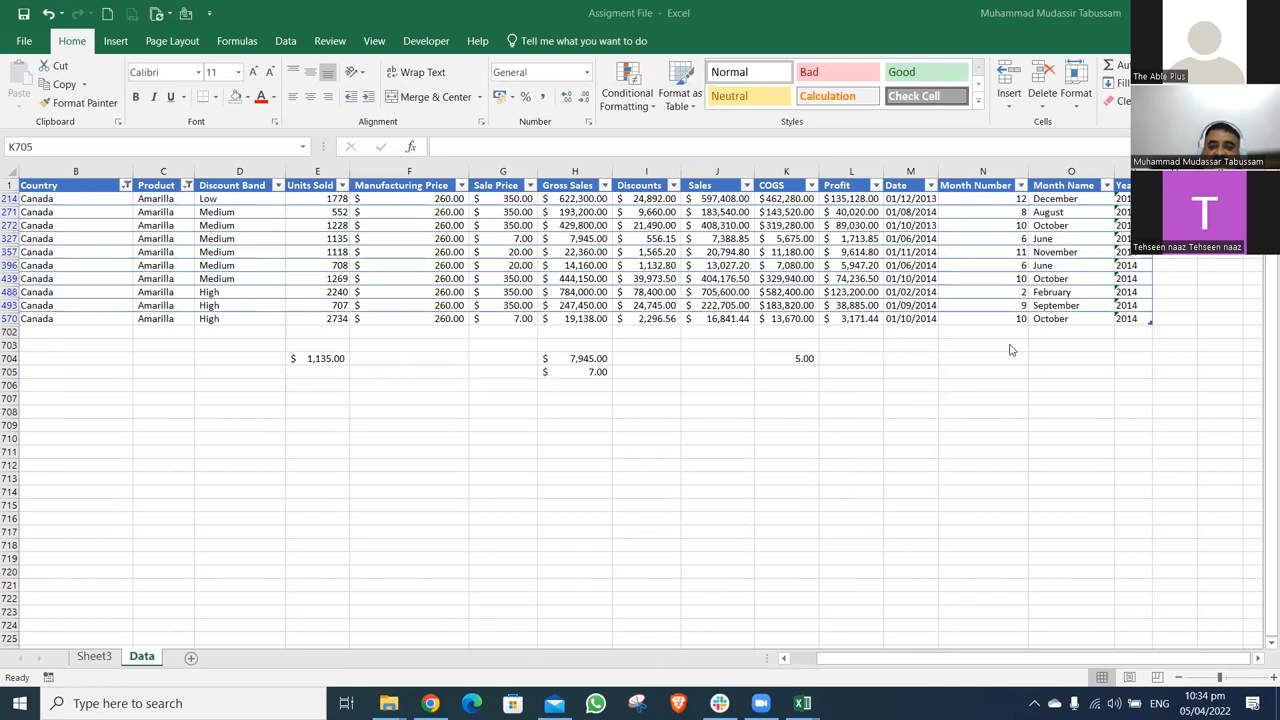 Assigment File - Excel
Muhammad Mudassir Tabussam
File Home Insert Page Layout Formulas Data Review View Developer Help Tell me what you want to do
Paste
Cut
Copy
Format Painter
Clipboard
Calibri 11
B I U
Font
Wrap Text
Merge & Center
Alignment
General
%
Number
Conditional Formatting
Format as Table
Normal Bad Good
Neutral Calculation Check Cell
Styles
Insert Delete Format
Cells
The Able Plus
Muhammad Mudassar Tabussam
T
Tehseen naaz Tehseen naaz
K705 fx
B C D E F G H I J K L M N O
1 Country Product Discount Band Units Sold Manufacturing Price Sale Price Gross Sales Discounts Sales COGS Profit Date Month Number Month Name
214 Canada Amarilla Low 1778 $ 260.00 $ 350.00 $ 622,300.00 $ 24,892.00 $ 597,408.00 $ 462,280.00 $135,128.00 01/12/2013 12 December
271 Canada Amarilla Medium 552 $ 260.00 $ 350.00 $ 193,200.00 $ 9,660.00 $ 183,540.00 $ 143,520.00 $ 40,020.00 01/08/2014 8 August
272 Canada Amarilla Medium 1228 $ 260.00 $ 350.00 $ 429,800.00 $ 21,490.00 $ 408,310.00 $ 319,280.00 $ 89,030.00 01/10/2013 10 October
327 Canada Amarilla Medium 1135 $ 260.00 $ 7.00 $ 7,945.00 $ 556.15 $ 7,388.85 $ 5,675.00 $ 1,713.85 01/06/2014 6 June
357 Canada Amarilla Medium 1118 $ 260.00 $ 20.00 $ 22,360.00 $ 1,565.20 $ 20,794.80 $ 11,180.00 $ 9,614.80 01/11/2014 11 November
396 Canada Amarilla Medium 708 $ 260.00 $ 20.00 $ 14,160.00 $ 1,132.80 $ 13,027.20 $ 7,080.00 $ 5,947.20 01/06/2014 6 June 2014
439 Canada Amarilla Medium 1269 $ 260.00 $ 350.00 $ 444,150.00 $ 39,973.50 $ 404,176.50 $ 329,940.00 $ 74,236.50 01/10/2014 10 October 2014
488 Canada Amarilla High 2240 $ 260.00 $ 350.00 $ 784,000.00 $ 78,400.00 $ 705,600.00 $ 582,400.00 $123,200.00 01/02/2014 2 February 2014
493 Canada Amarilla High 707 $ 260.00 $ 350.00 $ 247,450.00 $ 24,745.00 $ 222,705.00 $ 183,820.00 $ 38,885.00 01/09/2014 9 September 2014
570 Canada Amarilla High 2734 $ 260.00 $ 7.00 $ 19,138.00 $ 2,296.56 $ 16,841.44 $ 13,670.00 $ 3,171.44 01/10/2014 10 October 2014
702
703
704 $ 1,135.00 $ 7,945.00 5.00
705 $ 7.00
706
707
708
709
710
711
712
713
714
715
716
717
718
719
720
721
722
723
724
725
Sheet3 Data
Ready
Type here to search
ENG
10:34 pm
05/04/2022